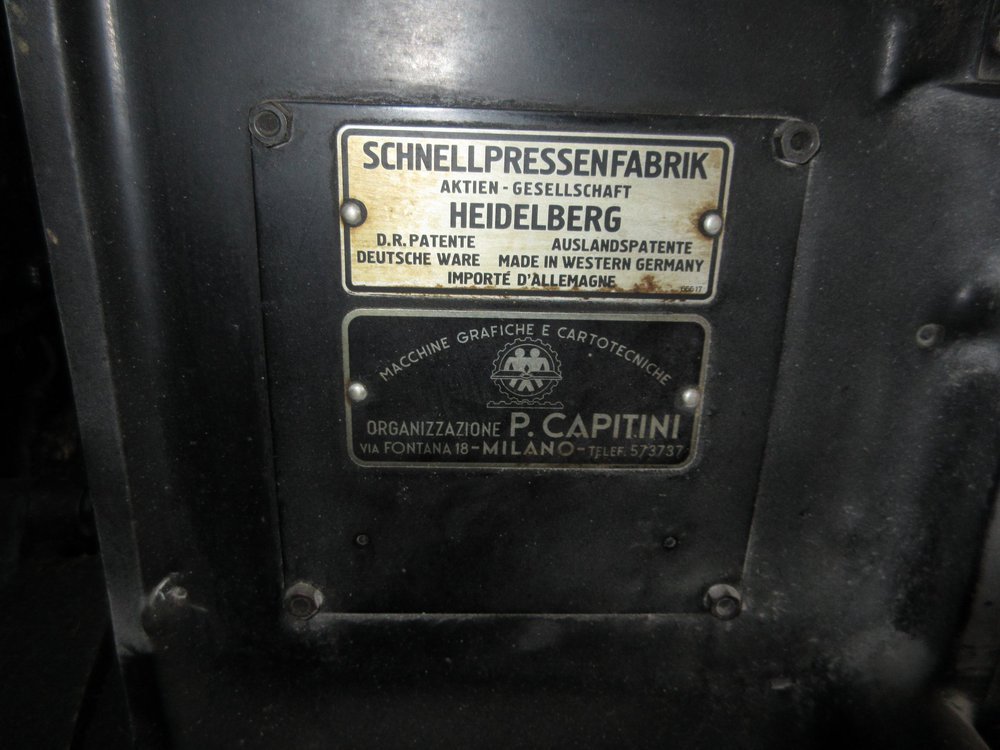 SCHNELLPRESSENFABRIK
AKTIEN - GESELLSCHAFT
HEIDELBERG
D.R. PATENTE AUSLANDSPATENTE
DEUTSCHE WARE MADE IN WESTERN GERMANY
IMPORTÉ D'ALLEMAGNE
MACCHINE GRAFICHE E CARTOTECNICHE
ORGANIZZAZIONE P. CAPITINI
VIA FONTANA 18 - MILANO - TELEF. 573737